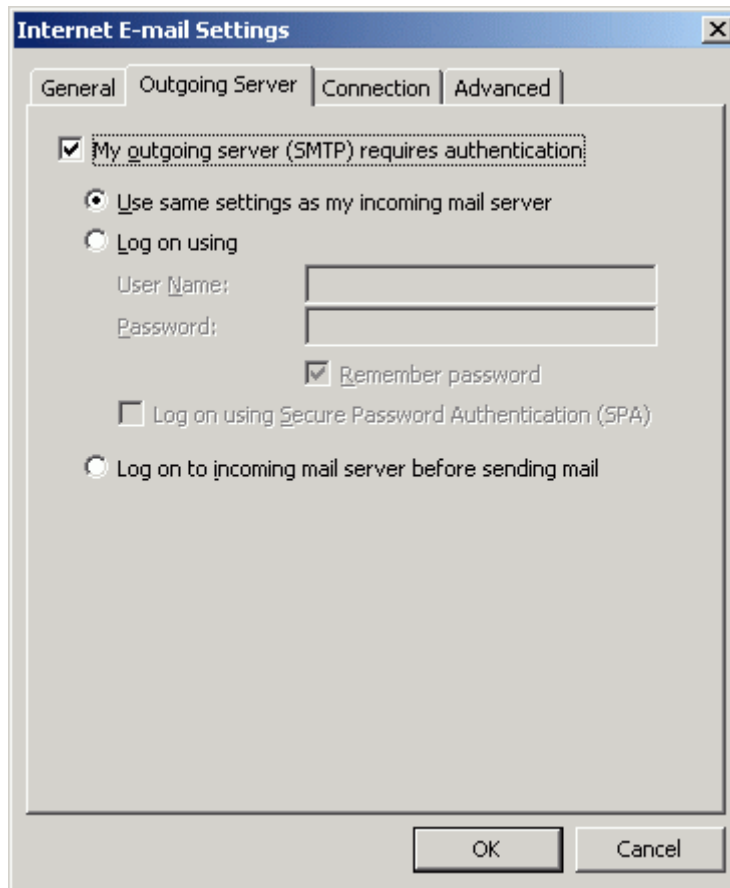 Internet E-mail Settings
General Outgoing Server Connection Advanced
My outgoing server (SMTP) requires authentication
Use same settings as my incoming mail server
Log on using
User Name:
Password:
Remember password
Log on using Secure Password Authentication (SPA)
Log on to incoming mail server before sending mail
OK Cancel